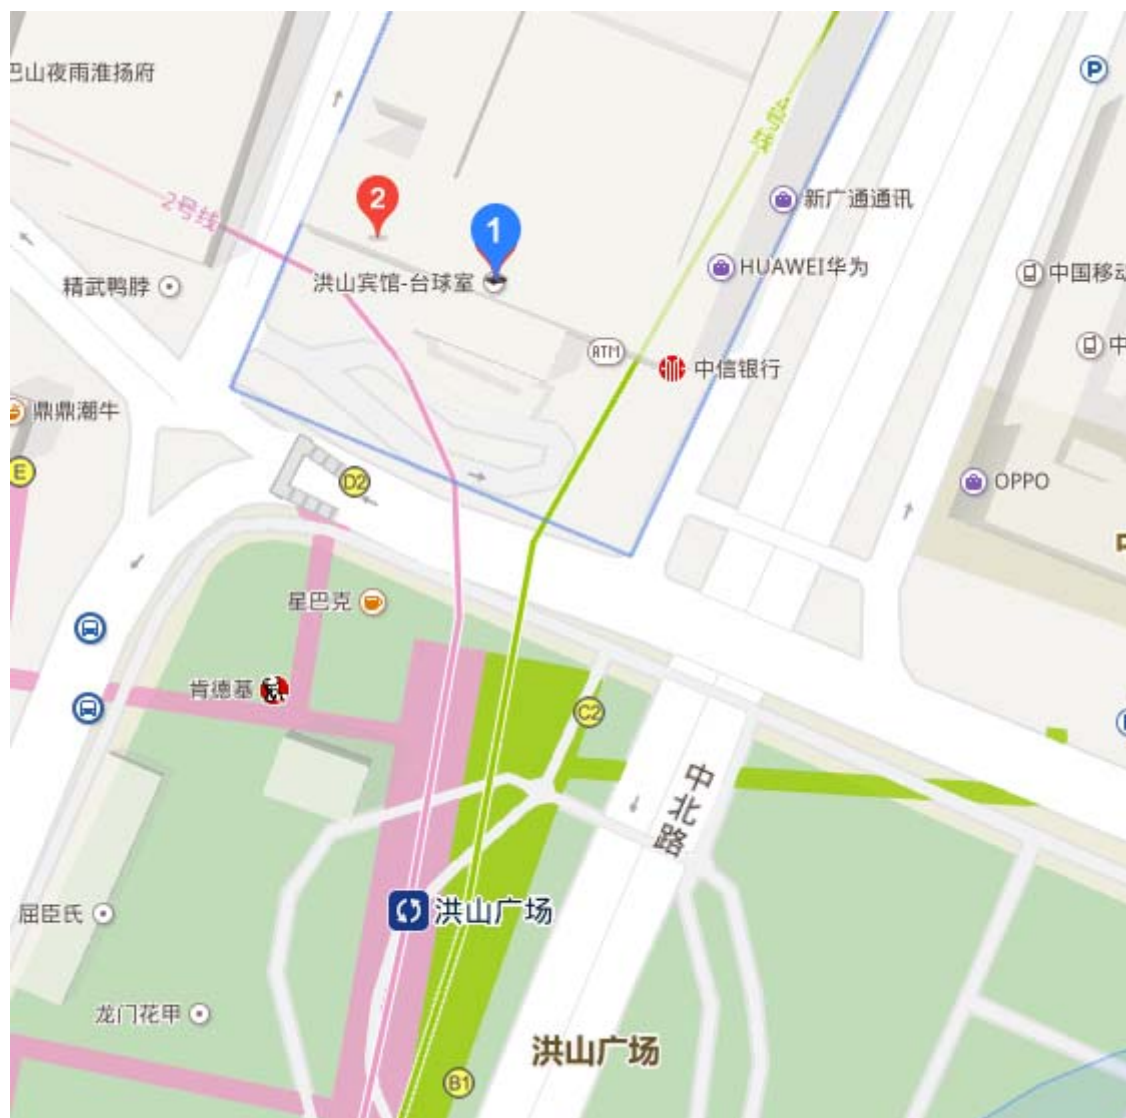 P
巴山夜雨淮扬府
2号线
2
新广通通讯
1
HUAWEI华为
中国移动
洪山宾馆-台球室
精武鸭脖
ATM
中信银行
鼎鼎潮牛
E
D2
OPPO
星巴克
肯德基
C2
中北路
洪山广场
屈臣氏
龙门花甲
洪山广场
B1